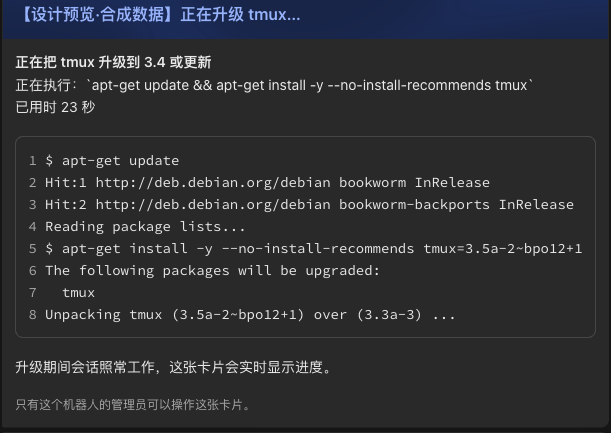 【设计预览·合成数据】正在升级 tmux...
正在把 tmux 升级到 3.4 或更新
正在执行：`apt-get update && apt-get install -y --no-install-recommends tmux`
已用时 23 秒
1 $ apt-get update
2 Hit:1 http://deb.debian.org/debian bookworm InRelease
3 Hit:2 http://deb.debian.org/debian bookworm-backports InRelease
4 Reading package lists...
5 $ apt-get install -y --no-install-recommends tmux=3.5a-2~bpo12+1
6 The following packages will be upgraded:
7   tmux
8 Unpacking tmux (3.5a-2~bpo12+1) over (3.3a-3) ...
升级期间会话照常工作，这张卡片会实时显示进度。
只有这个机器人的管理员可以操作这张卡片。